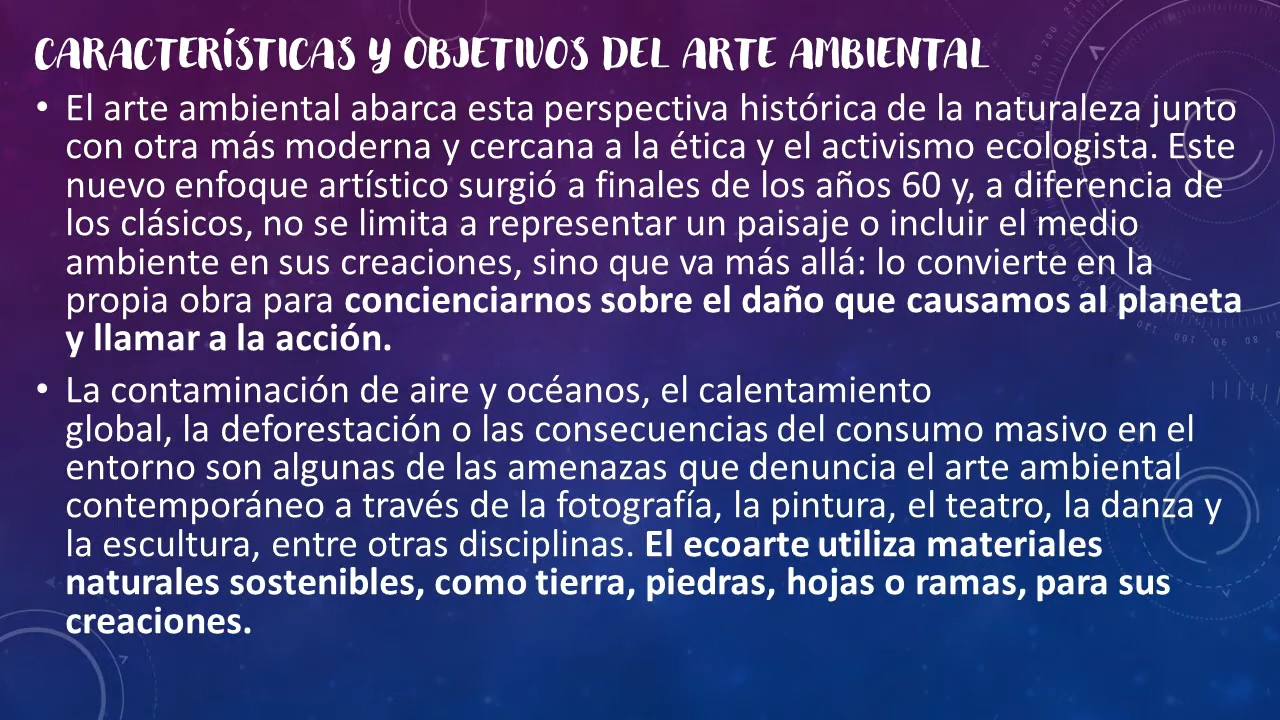 CARACTERÍSTICAS Y OBJETIVOS DEL ARTE AMBIENTAL
• El arte ambiental abarca esta perspectiva histórica de la naturaleza junto
con otra más moderna y cercana a la ética y el activismo ecologista. Este
nuevo enfoque artístico surgió a finales de los años 60 y, a diferencia de
los clásicos, no se limita a representar un paisaje o incluir el medio
ambiente en sus creaciones, sino que va más allá: lo convierte en la
propia obra para concienciarnos sobre el daño que causamos al planeta
y llamar a la acción.
• La contaminación de aire y océanos, el calentamiento
global, la deforestación o las consecuencias del consumo masivo en el
entorno son algunas de las amenazas que denuncia el arte ambiental
contemporáneo a través de la fotografía, la pintura, el teatro, la danza y
la escultura, entre otras disciplinas. El ecoarte utiliza materiales
naturales sostenibles, como tierra, piedras, hojas o ramas, para sus
creaciones.